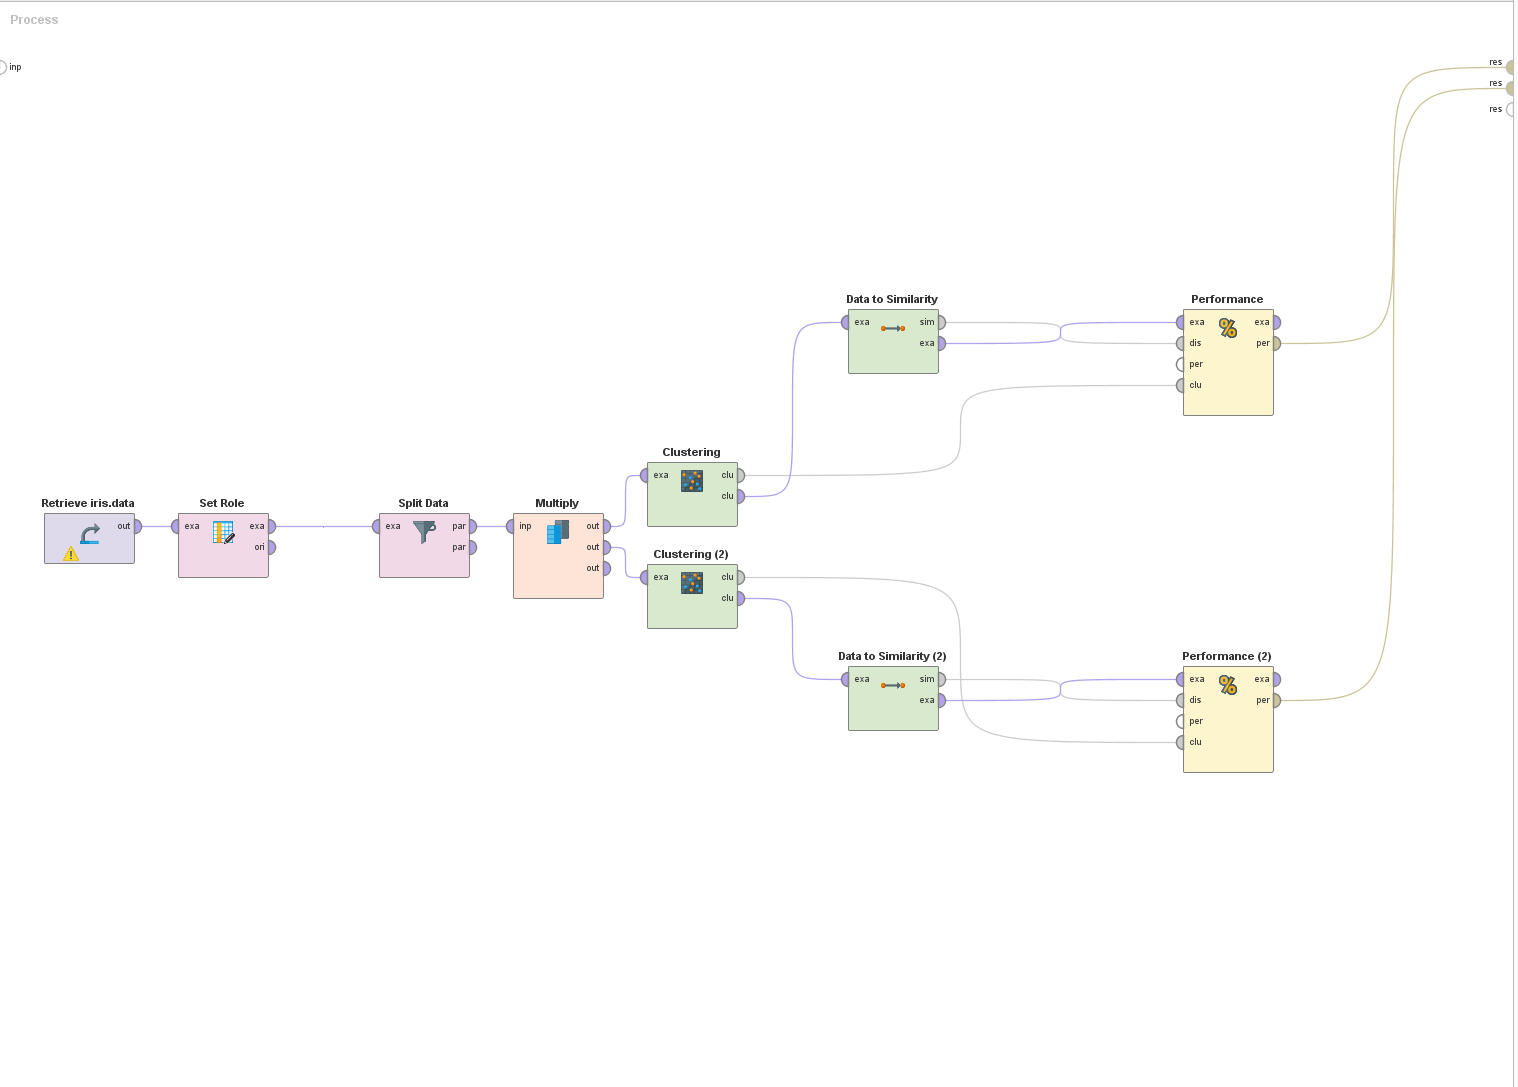 Process
inp
res
res
res
Data to Similarity
exa
sim
exa
Performance
exa
exa
dis
per
per
clu
Clustering
exa
clu
clu
Retrieve iris.data
out
Set Role
exa
exa
ori
Split Data
exa
par
par
Multiply
inp
out
out
out
Clustering (2)
exa
clu
clu
Data to Similarity (2)
exa
sim
exa
Performance (2)
exa
exa
dis
per
per
clu